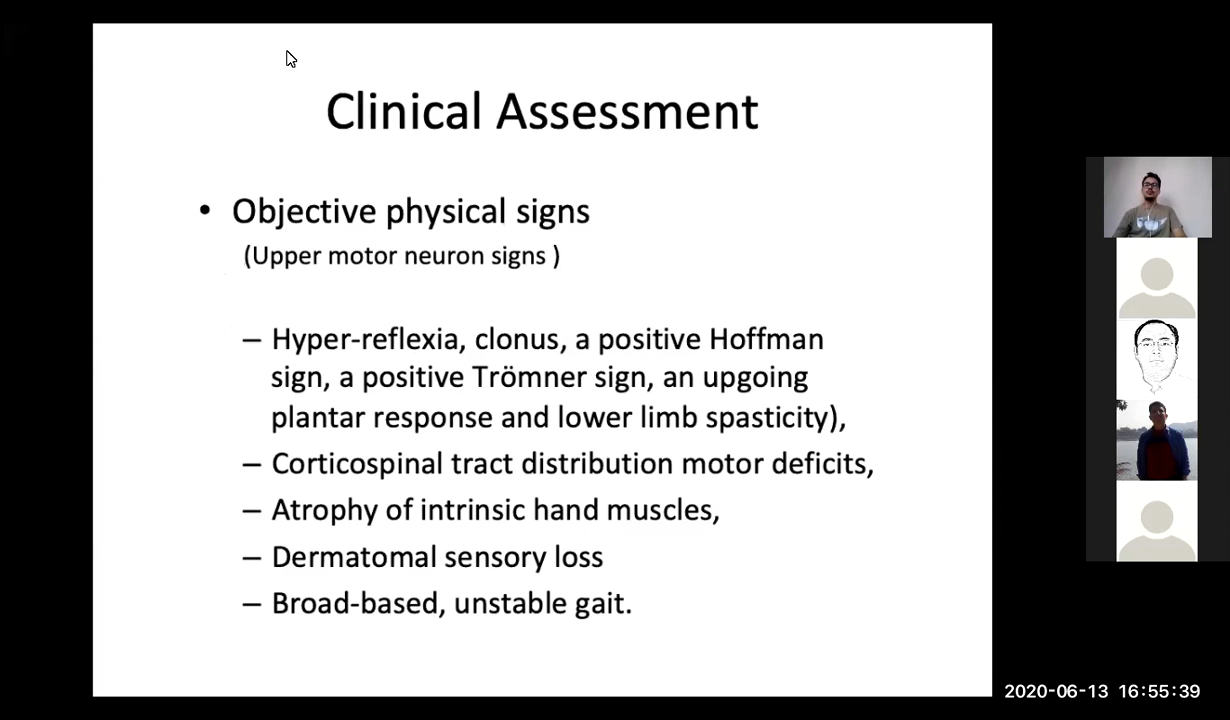 Clinical Assessment
• Objective physical signs
(Upper motor neuron signs )
– Hyper-reflexia, clonus, a positive Hoffman
sign, a positive Trömner sign, an upgoing
plantar response and lower limb spasticity),
– Corticospinal tract distribution motor deficits,
– Atrophy of intrinsic hand muscles,
– Dermatomal sensory loss
– Broad-based, unstable gait.
2020-06-13 16:55:39